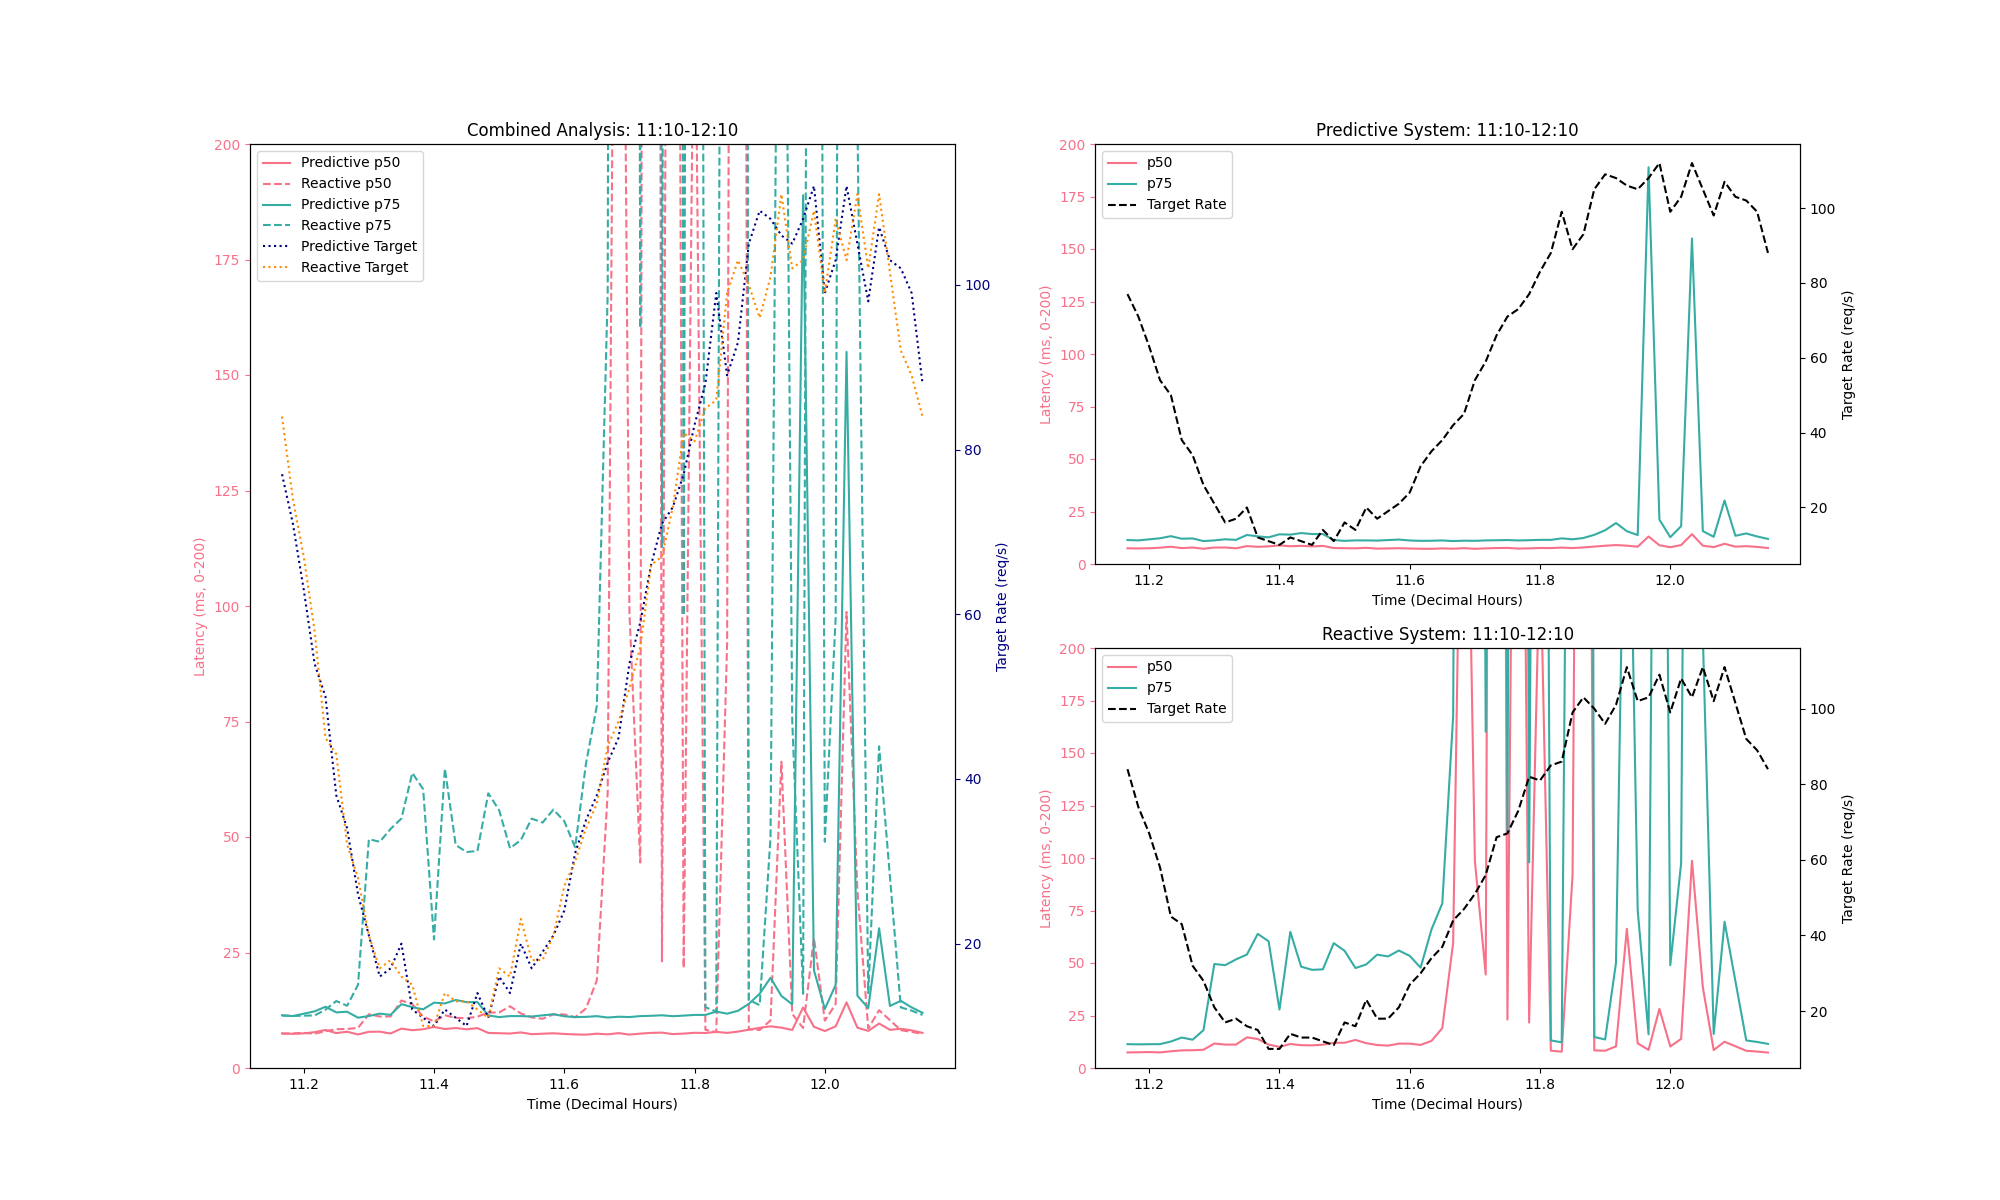 Combined Analysis: 11:10-12:10
Predictive p50
Reactive p50
Predictive p75
Reactive p75
Predictive Target
Reactive Target
200
175
150
125
100
75
50
25
0
Latency (ms, 0-200)
100
80
60
40
20
Target Rate (req/s)
11.2 11.4 11.6 11.8 12.0
Time (Decimal Hours)
Predictive System: 11:10-12:10
p50
p75
Target Rate
200
175
150
125
100
75
50
25
0
Latency (ms, 0-200)
100
80
60
40
20
Target Rate (req/s)
11.2 11.4 11.6 11.8 12.0
Time (Decimal Hours)
Reactive System: 11:10-12:10
p50
p75
Target Rate
200
175
150
125
100
75
50
25
0
Latency (ms, 0-200)
100
80
60
40
20
Target Rate (req/s)
11.2 11.4 11.6 11.8 12.0
Time (Decimal Hours)